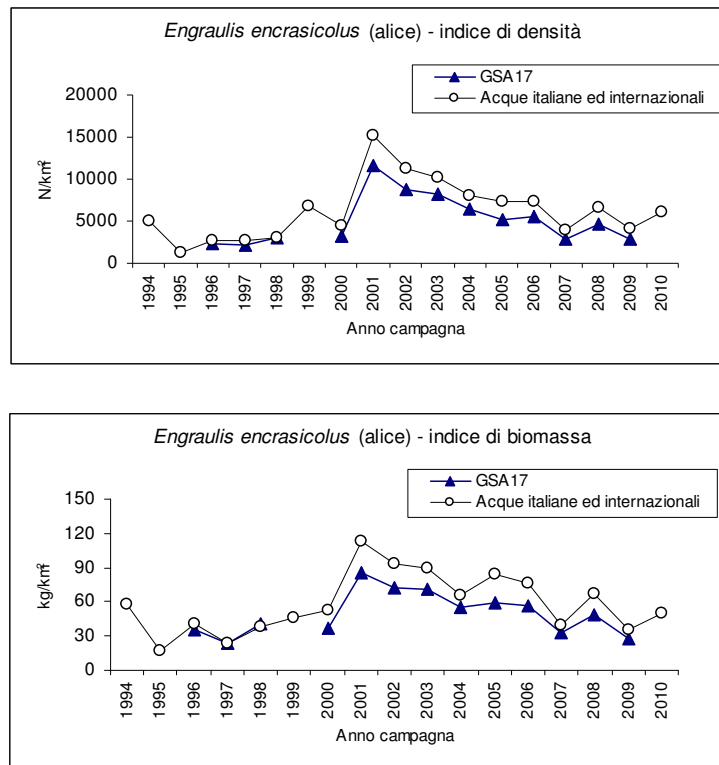 Engraulis encrasicolus (alice) - indice di densità
GSA17
Acque italiane ed internazionali
20000
15000
10000
5000
0
N/km²
1994 1995 1996 1997 1998 1999 2000 2001 2002 2003 2004 2005 2006 2007 2008 2009 2010
Anno campagna
Engraulis encrasicolus (alice) - indice di biomassa
GSA17
Acque italiane ed internazionali
150
120
90
60
30
0
kg/km²
1994 1995 1996 1997 1998 1999 2000 2001 2002 2003 2004 2005 2006 2007 2008 2009 2010
Anno campagna